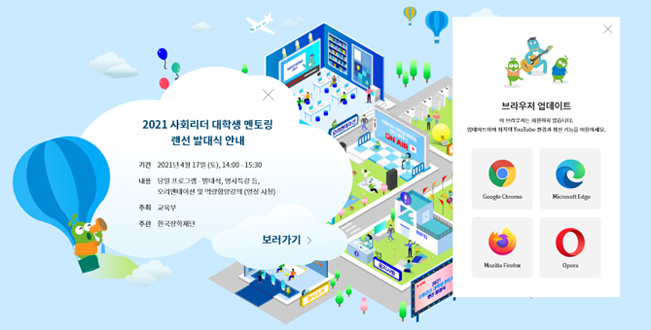 2021 사회리더 대학생 멘토링
랜선 발대식 안내
기간 2021년 4월 17일(토), 14:00 - 15:30
내용 당일 프로그램 - 발대식, 명사특강 등,
오리엔테이션 및 역량함양강의 (영상 시청)
주최 교육부
주관 한국장학재단
보러가기
ON AIR
2021
브라우저 업데이트
이 브라우저는 지원하지 않습니다.
업데이트하여 최적의 YouTube 환경과 최신 기능을 이용하세요.
Google Chrome
Microsoft Edge
Mozilla Firefox
Opera